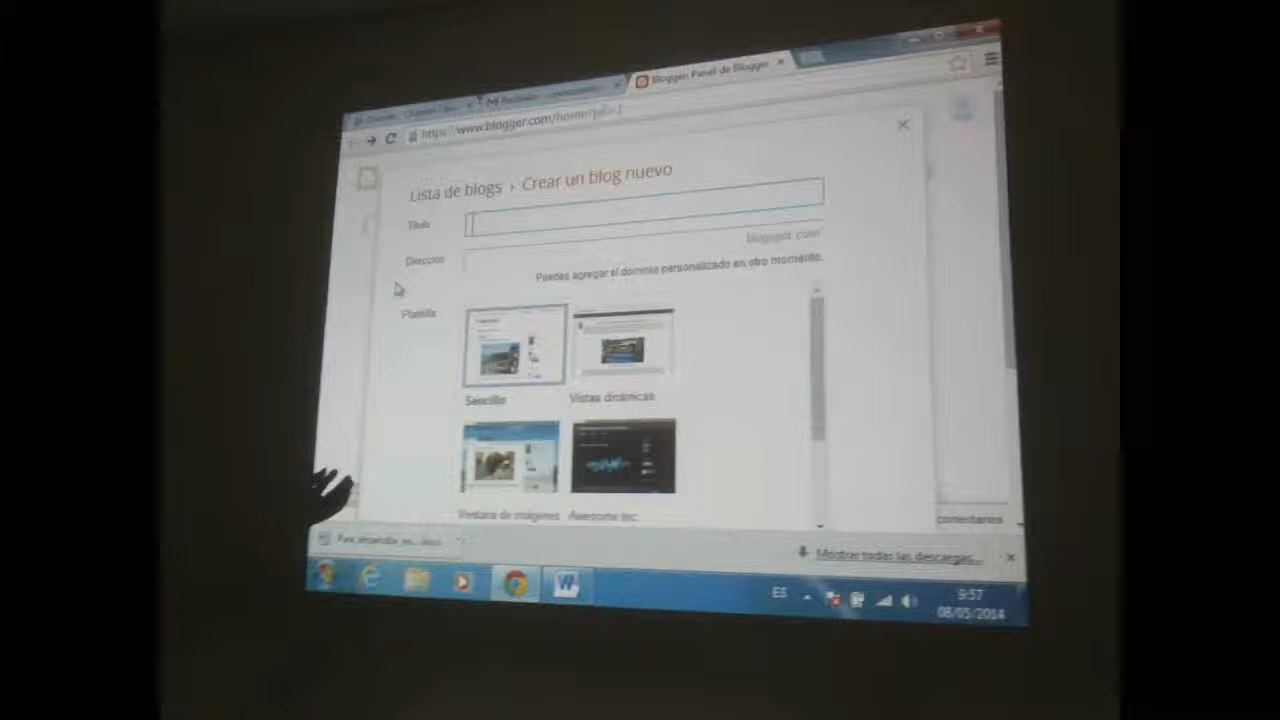 Blogger: Panel de Blogger
https://www.blogger.com/home?pli=1
Lista de blogs › Crear un blog nuevo
Título
Dirección
.blogspot.com
Puedes agregar el dominio personalizado en otro momento.
Plantilla
Sencillo
Vistas dinámicas
Ventana de imágenes
Awesome Inc.
comentarios
Mostrar todas las descargas...
ES
9:57
08/05/2014